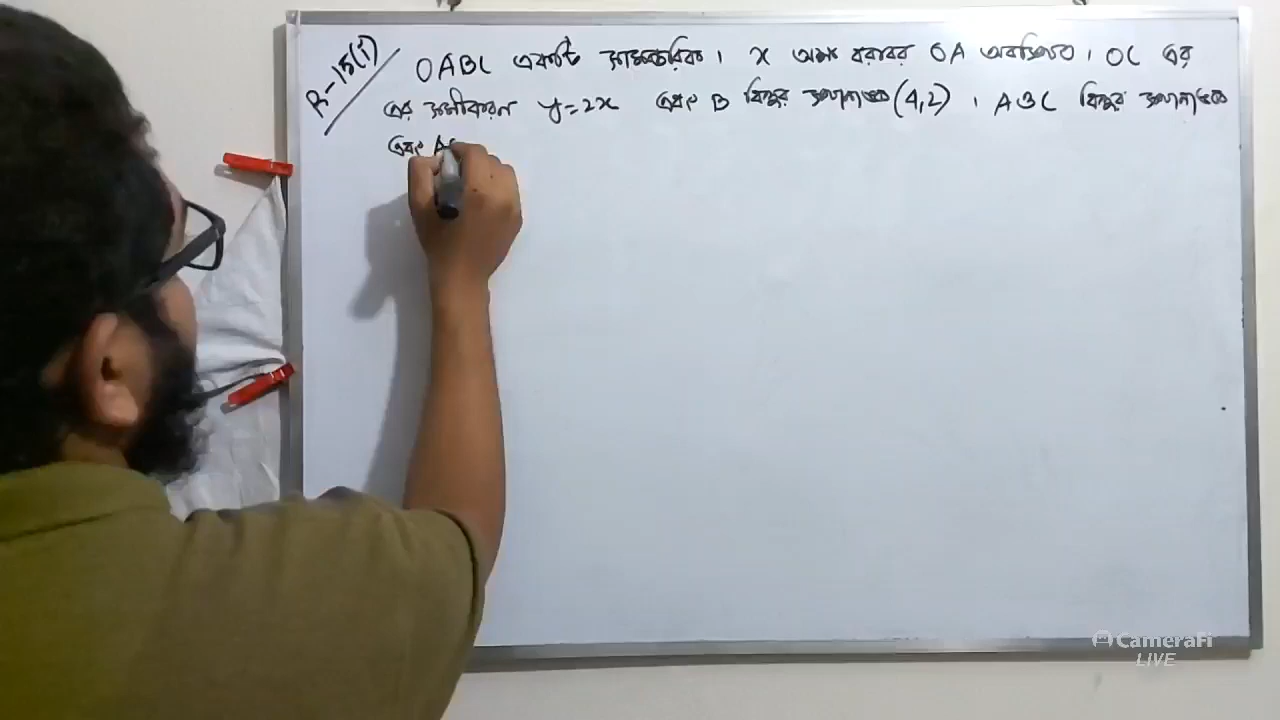 R-15(i)
OABC একটি সামন্তরিক। x অক্ষ বরাবর OA অবস্থিত। OC এর
এর সমীকরণ y=2x এবং B বিন্দুর স্থানাঙ্ক (4,2) । A ও C বিন্দুর স্থানাঙ্ক
এবং A
CameraFi
LIVE